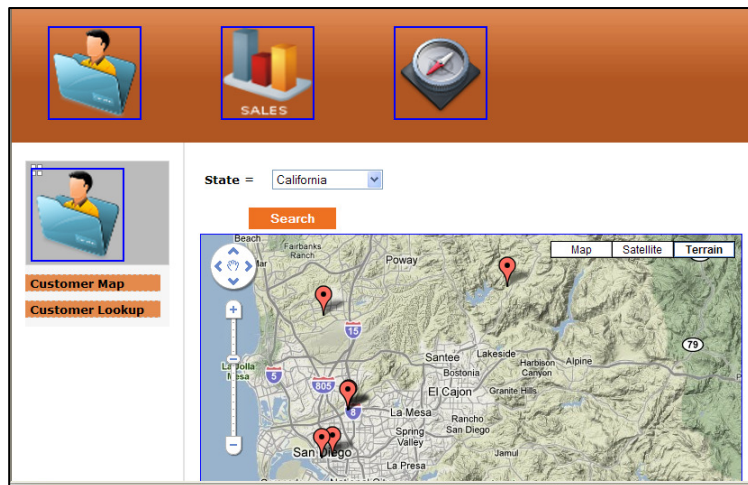 SALES
State = California
Search
Customer Map
Customer Lookup
Map Satellite Terrain
Beach
Fairbanks
Ranch
Mar
Poway
15
79
Santee
Lakeside
Harbison
Canyon
Alpine
La Jolla
Mesa
5
805
Bostonia
El Cajon
Granite Hills
8
La Mesa
Rancho
San Diego
Spring
Valley
San Diego
Jamul
La Presa